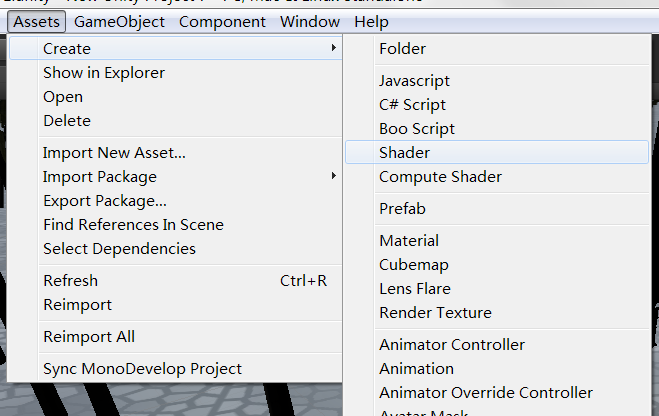 Assets GameObject Component Window Help
Create
Show in Explorer
Open
Delete
Import New Asset...
Import Package
Export Package...
Find References In Scene
Select Dependencies
Refresh Ctrl+R
Reimport
Reimport All
Sync MonoDevelop Project
Folder
Javascript
C# Script
Boo Script
Shader
Compute Shader
Prefab
Material
Cubemap
Lens Flare
Render Texture
Animator Controller
Animation
Animator Override Controller
Avatar Mask